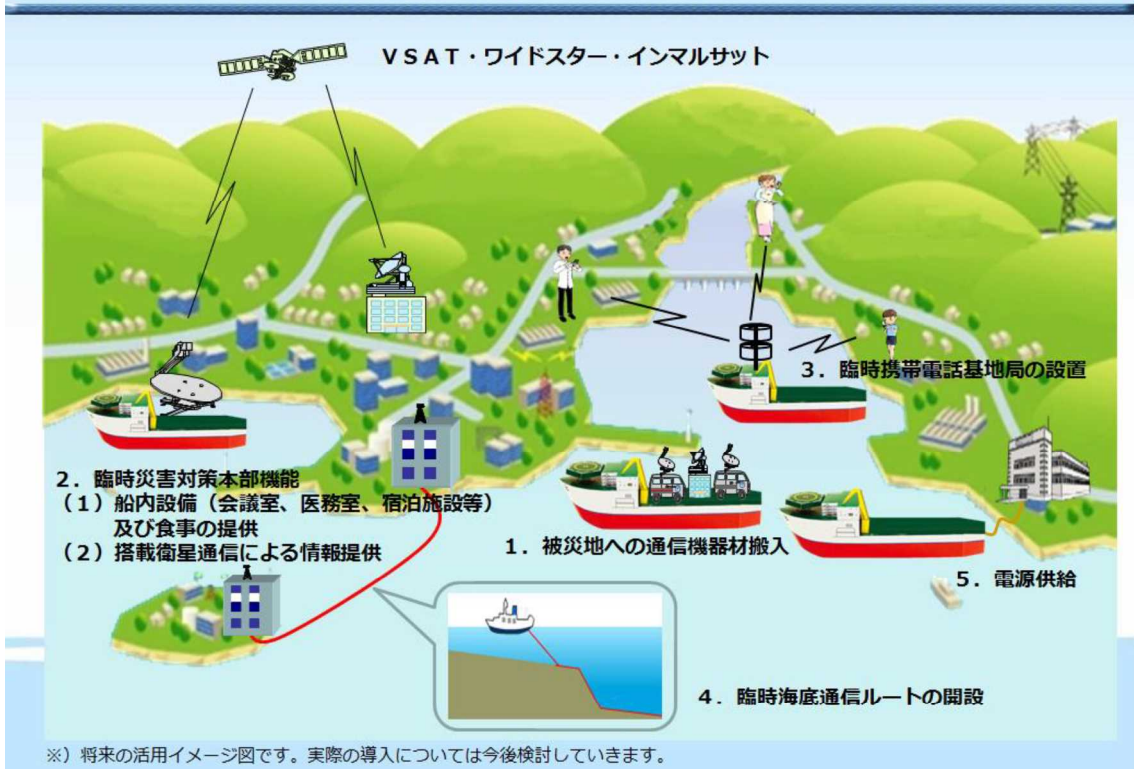 ＶＳＡＴ・ワイドスター・インマルサット
３．臨時携帯電話基地局の設置
２．臨時災害対策本部機能
（１）船内設備（会議室、医務室、宿泊施設等）
及び食事の提供
（２）搭載衛星通信による情報提供
１．被災地への通信機器材搬入
５．電源供給
４．臨時海底通信ルートの開設
※）将来の活用イメージ図です。実際の導入については今後検討していきます。